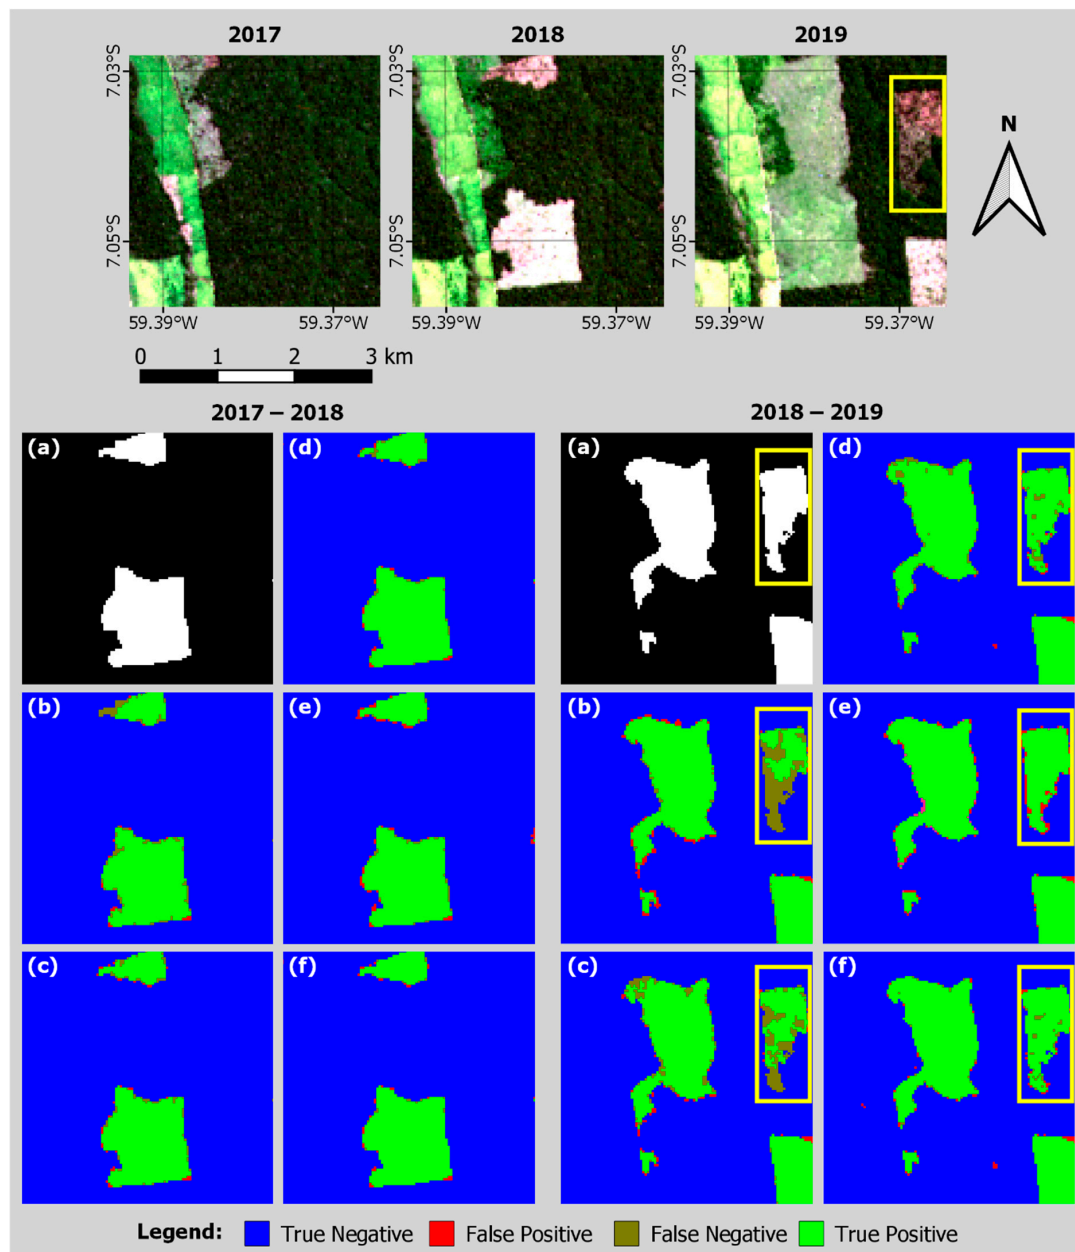 2017 2018 2019
7.03°S 7.03°S 7.03°S
N
7.05°S 7.05°S 7.05°S
59.39°W 59.37°W 59.39°W 59.37°W 59.39°W 59.37°W
0 1 2 3 km
2017 – 2018 2018 – 2019
(a) (d) (a) (d)
(b) (e) (b) (e)
(c) (f) (c) (f)
Legend: True Negative False Positive False Negative True Positive